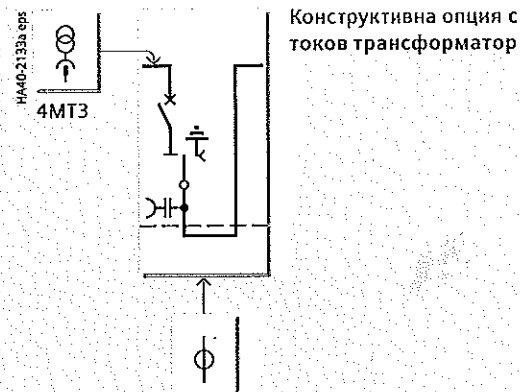 HA40-2133a eps
Конструктивна опция с
токов трансформатор
4MT3